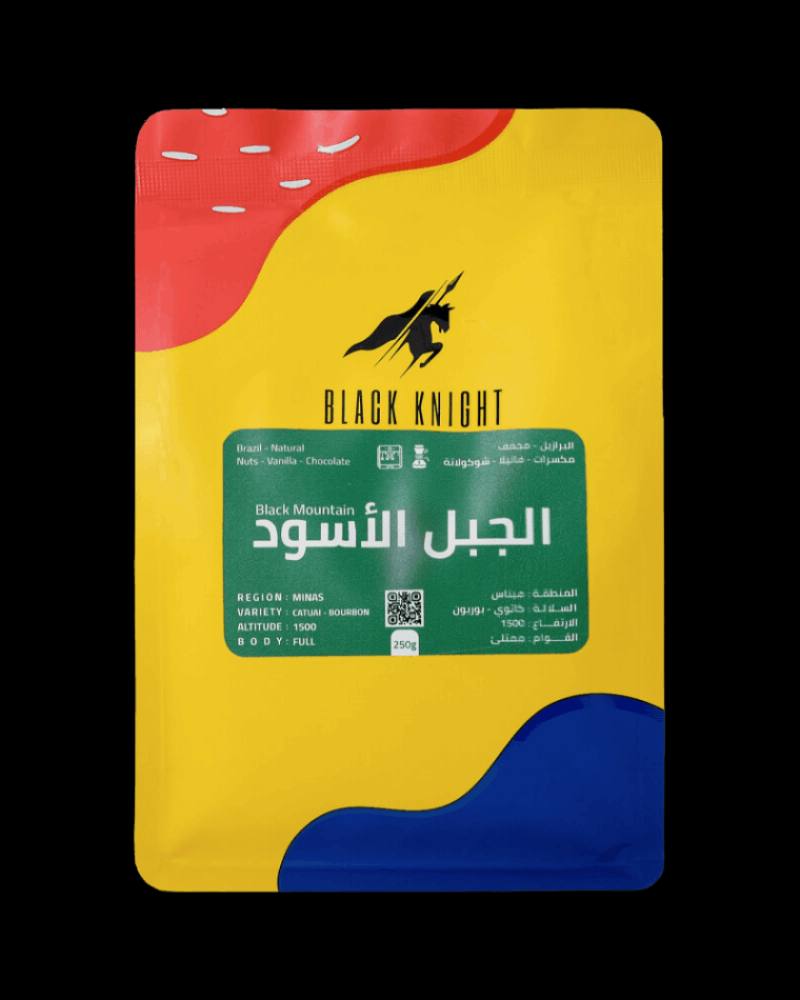 BLACK KNIGHT
Brazil - Natural
Nuts - Vanilla - Chocolate
البرازيل - مجفف
مكسرات - فانيلا - شوكولاتة
Black Mountain
الجبل الأسود
REGION : MINAS
VARIETY : CATUAI - BOURBON
ALTITUDE : 1500
BODY : FULL
المنطقة : ميناس
السلالة : كاتوي - بوربون
الارتفاع : 1500
القوام : ممتلئ
250g